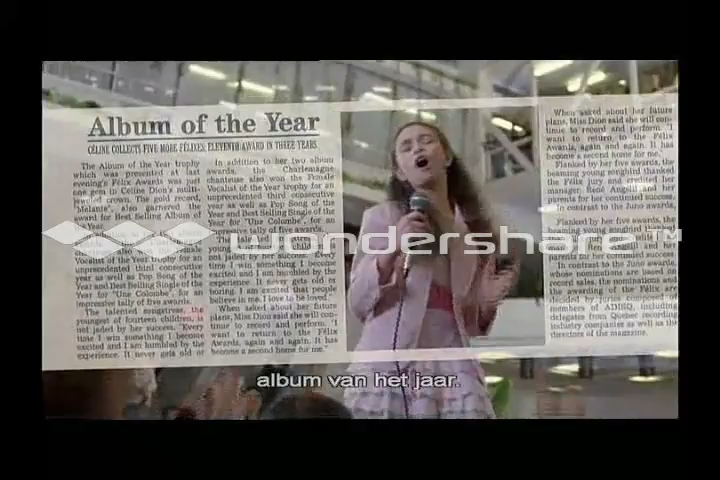 Album of the Year
CÉLINE COLLECTS FIVE MORE FÉLIXES; ELEVENTH AWARD IN THREE YEARS
The Album of the Year trophy
which was presented at last
evening's Félix Awards was just
one gem in Céline Dion's multi-
jeweled crown. The gold record,
"Mélanie", also garnered the
award for Best Selling Album of
the Year.
Vocalist of the Year trophy for an
unprecedented third consecutive
year as well as Pop Song of the
Year and Best Selling Single of the
Year for "Une Colombe", for an
impressive tally of five awards.
The talented songstress, the
youngest of fourteen children, is
not jaded by her success. "Every
time I win something I become
excited and I am humbled by the
experience. It never gets old or
In addition to her two album
awards, the Charlemagne
chanteuse also won the Female
Vocalist of the Year trophy for an
unprecedented third consecutive
year as well as Pop Song of the
Year and Best Selling Single of the
Year for "Une Colombe", for an
impressive tally of five awards.
The talented
not jaded by her success. "Every
time I win something I become
excited and I am humbled by the
experience. It never gets old or
boring. I am excited that people
believe in me. I love to be loved."
When asked about her future
plans, Miss Dion said she will con-
tinue to record and perform. "I
want to return to the Félix
Awards, again and again. It has
become a second home for me."
When asked about her future
plans, Miss Dion said she will con-
tinue to record and perform. "I
want to return to the Félix
Awards, again and again. It has
become a second home for me."
Flanked by her five awards, the
beaming young songbird thanked
the Félix jury and credited her
manager, René Angélil and her
parents for her continued success.
In contrast to the Juno awards,
Flanked by her five awards, the
beaming young songbird
parents for her continued success.
In contrast to the Juno awards,
whose nominations are based on
record sales, the nominations and
the awarding of the Félix are
decided by juries composed of
members of ADISQ, including
delegates from Quebec recording
industry companies as well as the
directors of the magazine.
wondershare™
album van het jaar.